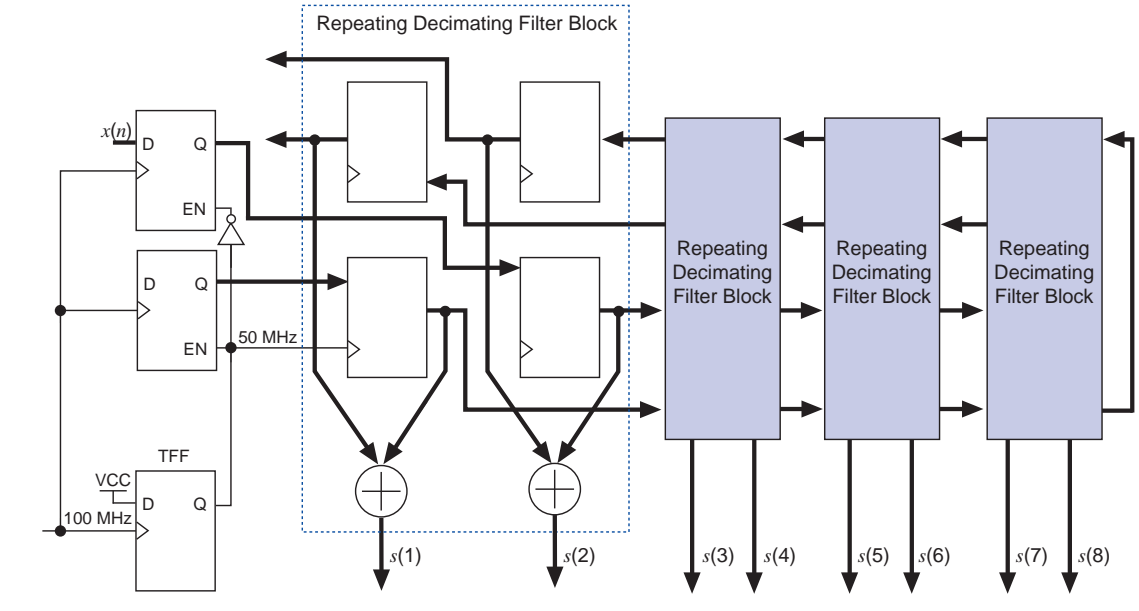 Repeating Decimating Filter Block
x(n)
D
Q
EN
D
Q
EN
50 MHz
TFF
VCC
D
Q
100 MHz
Repeating
Decimating
Filter Block
Repeating
Decimating
Filter Block
Repeating
Decimating
Filter Block
s(1)
s(2)
s(3)
s(4)
s(5)
s(6)
s(7)
s(8)